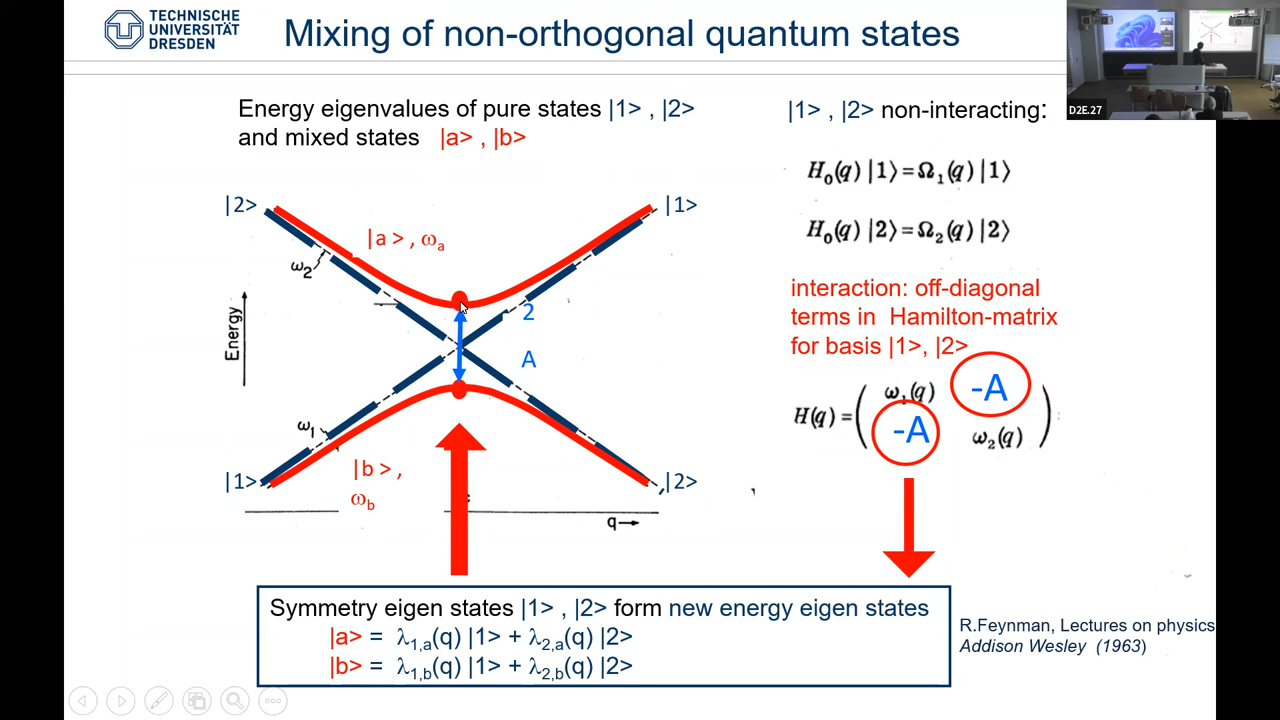 TECHNISCHE
UNIVERSITÄT
DRESDEN
Mixing of non-orthogonal quantum states
D2E.27
Energy eigenvalues of pure states |1> , |2>
and mixed states |a> , |b>
|2>
|1>
|a > , ωa
ω2
Energy
2
A
ω1
|1>
|b > ,
ωb
|2>
q→
|1> , |2> non-interacting:
H0(q) |1⟩=Ω1(q) |1⟩
H0(q) |2⟩=Ω2(q) |2⟩
interaction: off-diagonal
terms in Hamilton-matrix
for basis |1>, |2>
ω1(q) -A
H(q) = ( )
-A ω2(q)
Symmetry eigen states |1> , |2> form new energy eigen states
|a> = λ1,a(q) |1> + λ2,a(q) |2>
|b> = λ1,b(q) |1> + λ2,b(q) |2>
R.Feynman, Lectures on physics
Addison Wesley (1963)